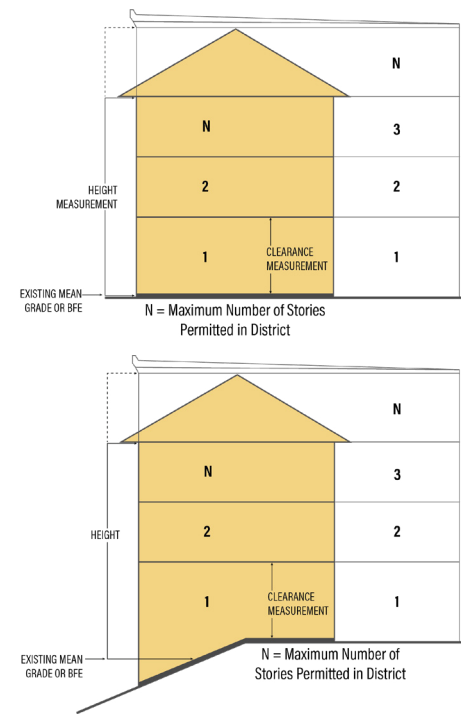 N
N
3
2
2
HEIGHT
MEASUREMENT
1
CLEARANCE
MEASUREMENT
1
EXISTING MEAN
GRADE OR BFE
N = Maximum Number of Stories
Permitted in District
N
N
3
2
2
HEIGHT
1
CLEARANCE
MEASUREMENT
1
EXISTING MEAN
GRADE OR BFE
N = Maximum Number of
Stories Permitted in District